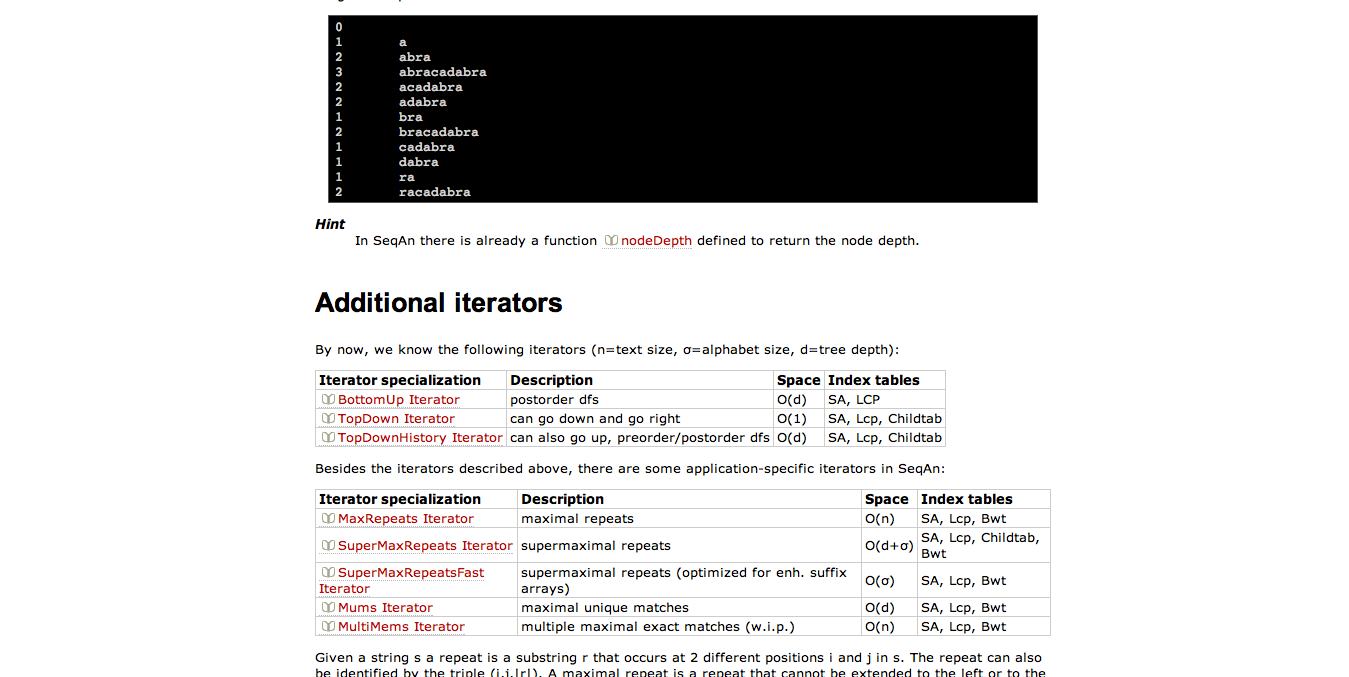 0
1 a
2 abra
3 abracadabra
2 acadabra
2 adabra
1 bra
2 bracadabra
1 cadabra
1 dabra
1 ra
2 racadabra
Hint
In SeqAn there is already a function nodeDepth defined to return the node depth.
Additional iterators
By now, we know the following iterators (n=text size, σ=alphabet size, d=tree depth):
Iterator specialization Description Space Index tables
BottomUp Iterator postorder dfs O(d) SA, LCP
TopDown Iterator can go down and go right O(1) SA, Lcp, Childtab
TopDownHistory Iterator can also go up, preorder/postorder dfs O(d) SA, Lcp, Childtab
Besides the iterators described above, there are some application-specific iterators in SeqAn:
Iterator specialization Description Space Index tables
MaxRepeats Iterator maximal repeats O(n) SA, Lcp, Bwt
SuperMaxRepeats Iterator supermaximal repeats O(d+σ) SA, Lcp, Childtab,
Bwt
SuperMaxRepeatsFast
Iterator
supermaximal repeats (optimized for enh. suffix
arrays)
O(σ) SA, Lcp, Bwt
Mums Iterator maximal unique matches O(d) SA, Lcp, Bwt
MultiMems Iterator multiple maximal exact matches (w.i.p.) O(n) SA, Lcp, Bwt
Given a string s a repeat is a substring r that occurs at 2 different positions i and j in s. The repeat can also
be identified by the triple (i,j,|r|). A maximal repeat is a repeat that cannot be extended to the left or to the